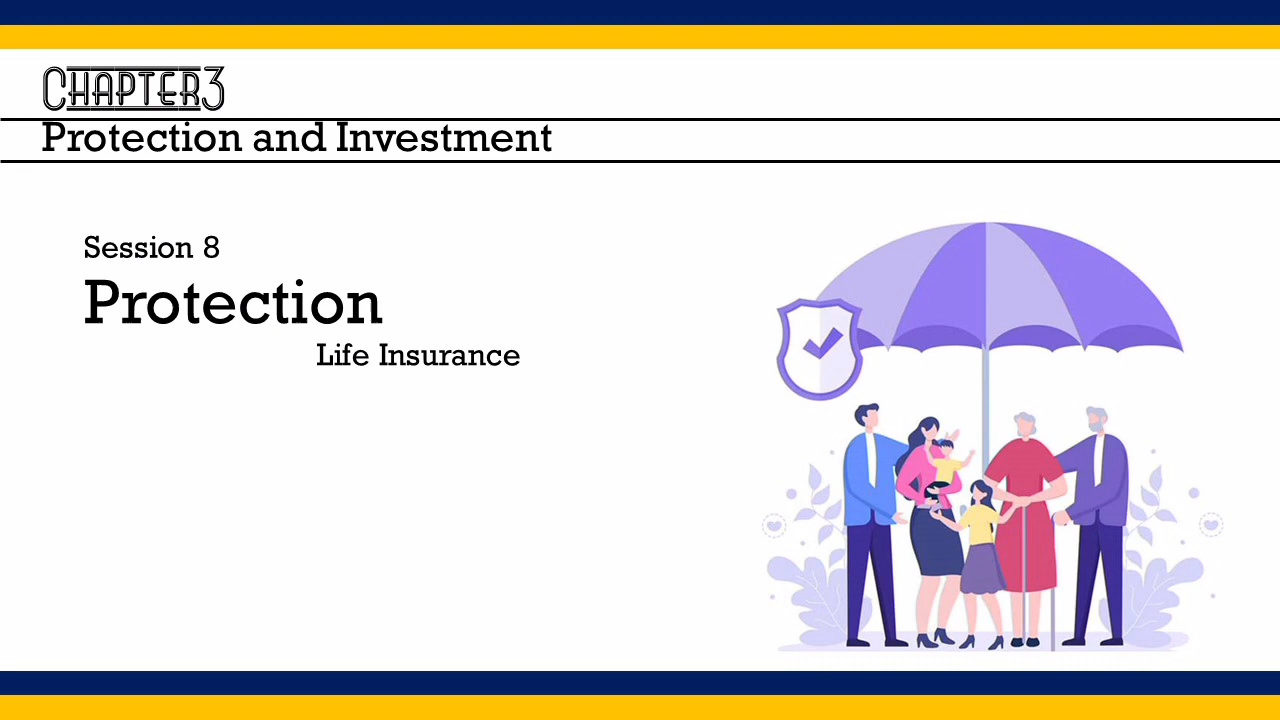 CHAPTER3
Protection and Investment
Session 8
Protection
Life Insurance